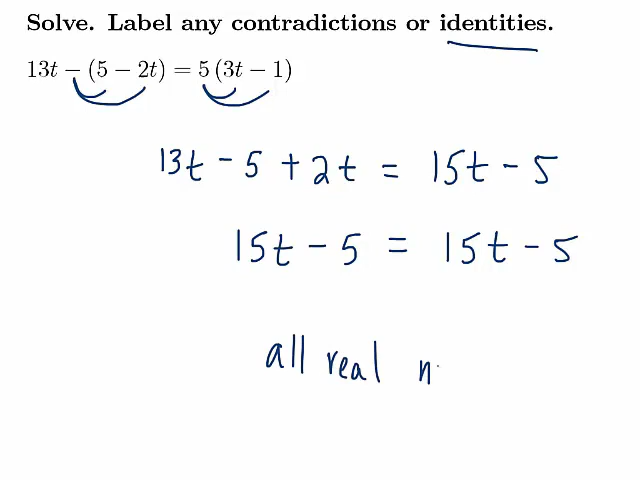 Solve. Label any contradictions or identities.
13t − (5 − 2t) = 5 (3t − 1)
13t - 5 + 2t = 15t - 5
15t - 5 = 15t - 5
all real n